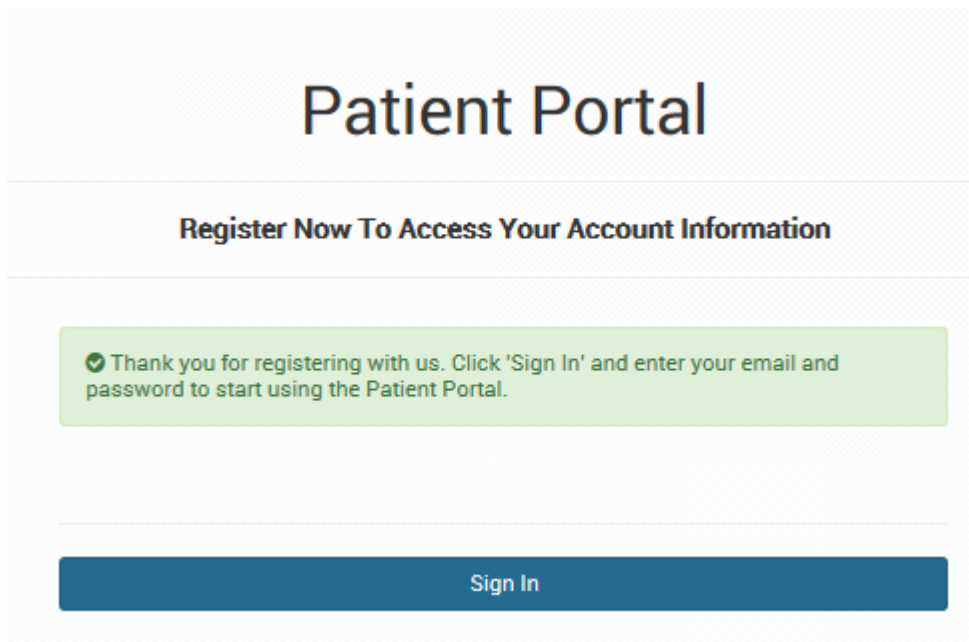 Patient Portal
Register Now To Access Your Account Information
Thank you for registering with us. Click 'Sign In' and enter your email and
password to start using the Patient Portal.
Sign In